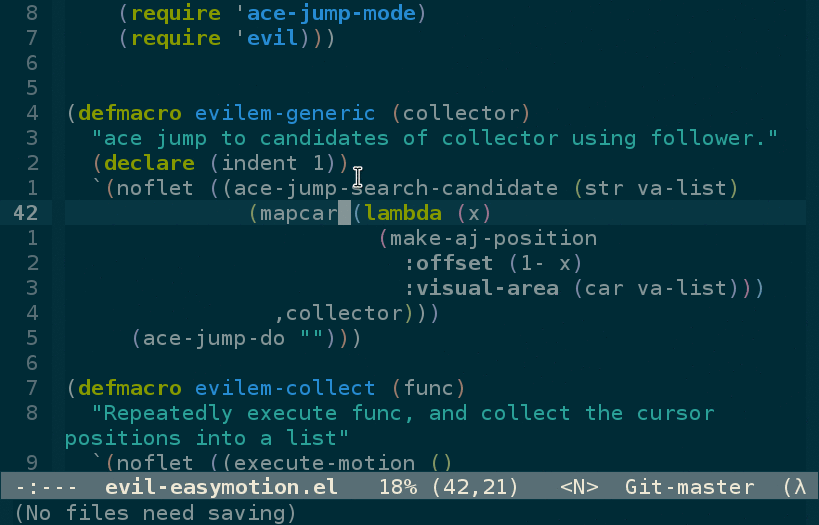 8      (require 'ace-jump-mode)
7      (require 'evil)))
6
5
4  (defmacro evilem-generic (collector)
3    "ace jump to candidates of collector using follower."
2    (declare (indent 1))
1    `(noflet ((ace-jump-search-candidate (str va-list)
42                (mapcar (lambda (x)
1                          (make-aj-position
2                            :offset (1- x)
3                            :visual-area (car va-list)))
4                  ,collector)))
5       (ace-jump-do "")))
6
7  (defmacro evilem-collect (func)
8    "Repeatedly execute func, and collect the cursor
positions into a list"
9    `(noflet ((execute-motion ()
-:---  evil-easymotion.el   18% (42,21)   <N>  Git-master  (λ
(No files need saving)